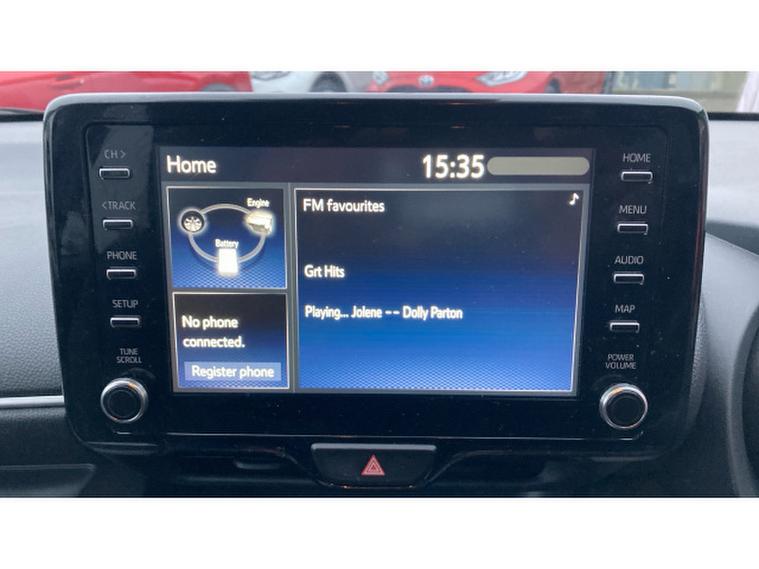 CH >
Home
15:35
HOME
< TRACK
Engine
FM favourites
MENU
Battery
PHONE
Grt Hits
AUDIO
SETUP
No phone
connected.
Playing... Jolene -- Dolly Parton
MAP
TUNE
SCROLL
Register phone
POWER
VOLUME